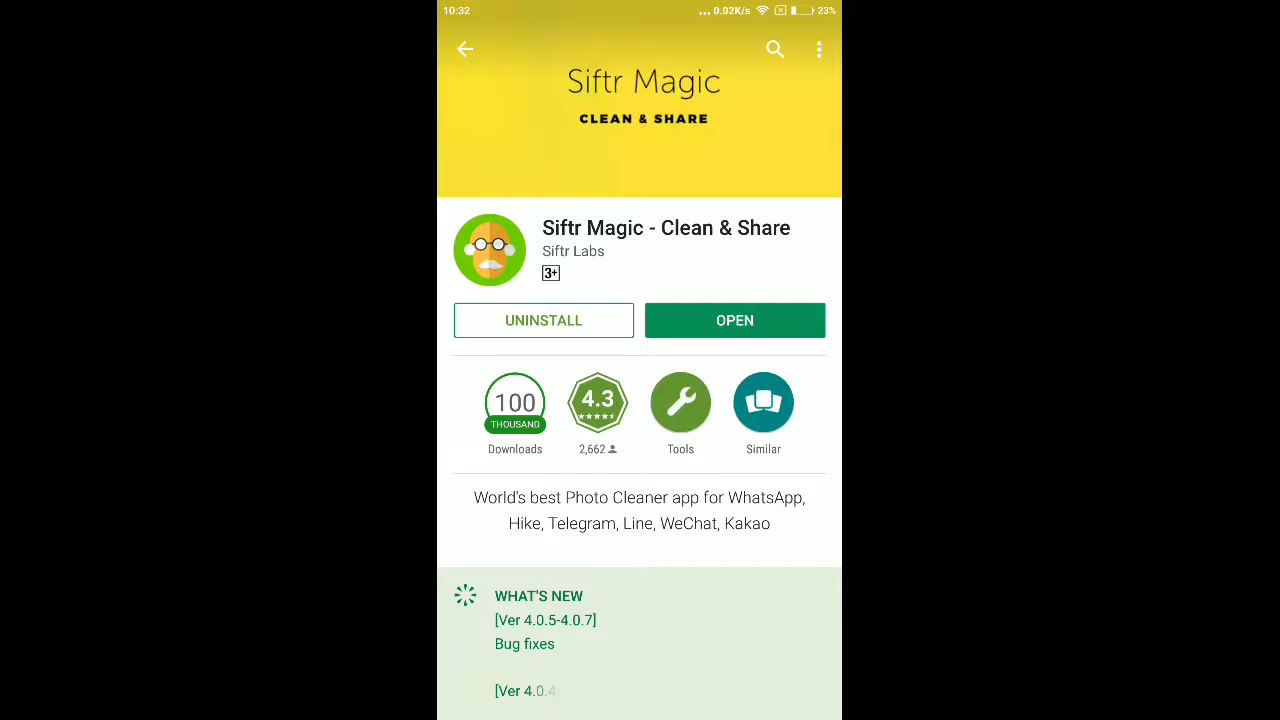 10:32
... 0.02K/s 23%
Siftr Magic
CLEAN & SHARE
Siftr Magic - Clean & Share
Siftr Labs
3+
UNINSTALL
OPEN
100
THOUSAND
4.3
Downloads
2,662
Tools
Similar
World's best Photo Cleaner app for WhatsApp,
Hike, Telegram, Line, WeChat, Kakao
WHAT'S NEW
[Ver 4.0.5-4.0.7]
Bug fixes
[Ver 4.0.4